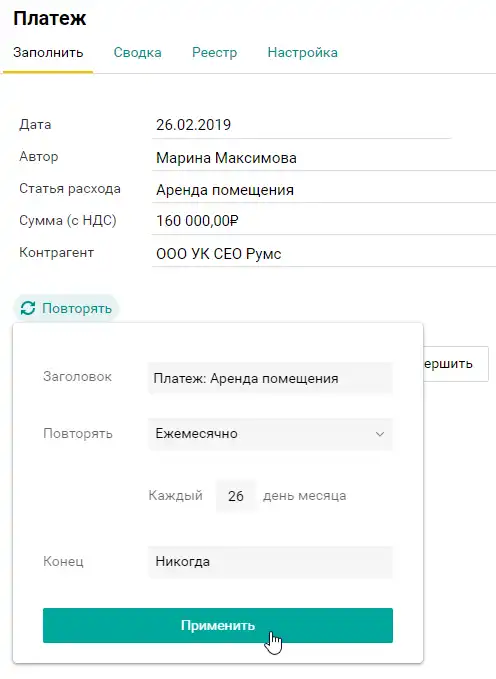 Платеж
Заполнить Сводка Реестр Настройка
Дата 26.02.2019
Автор Марина Максимова
Статья расхода Аренда помещения
Сумма (с НДС) 160 000,00₽
Контрагент ООО УК СЕО Румс
Повторять
ершить
Заголовок Платеж: Аренда помещения
Повторять Ежемесячно
Каждый 26 день месяца
Конец Никогда
Применить